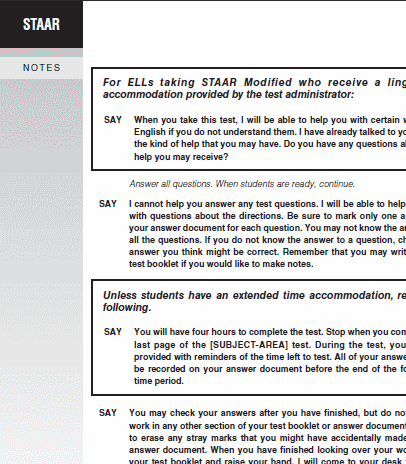 STAAR
NOTES
For ELLs taking STAAR Modified who receive a ling
accommodation provided by the test administrator:
SAY When you take this test, I will be able to help you with certain
English if you do not understand them. I have already talked to
the kind of help that you may have. Do you have any questions
help you may receive?
Answer all questions. When students are ready, continue.
SAY I cannot help you answer any test questions. I will be able to help
with questions about the directions. Be sure to mark only one a
your answer document for each question. You may not know the
all the questions. If you do not know the answer to a question,
answer you think might be correct. Remember that you may
test booklet if you would like to make notes.
Unless students have an extended time accommodation, re
following.
SAY You will have four hours to complete the test. Stop when you
last page of the [SUBJECT-AREA] test. During the test, you
provided with reminders of the time left to test. All of your
be recorded on your answer document before the end of the
time period.
SAY You may check your answers after you have finished, but do
work in any other section of your test booklet or answer document
to erase any stray marks that you might have accidentally made
answer document. When you have finished looking over your
your test booklet and raise your hand. I will come to your desk